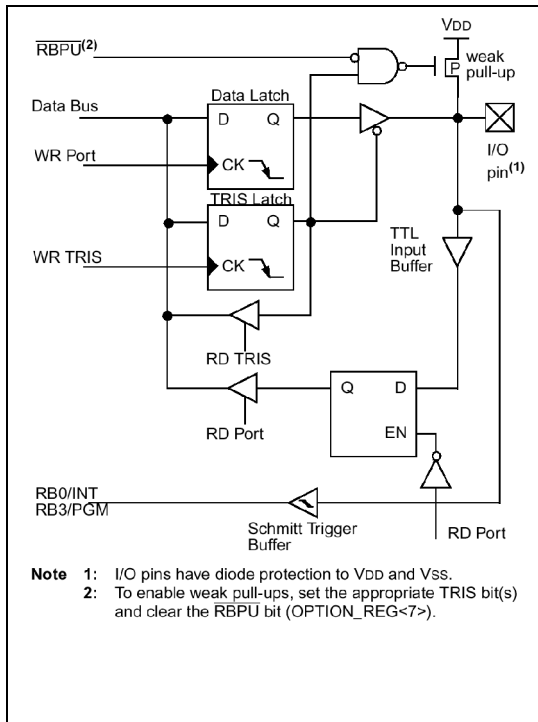 VDD
RBPU(2)
weak
pull-up
P
Data Bus
Data Latch
D Q
WR Port
CK
I/O
pin(1)
TRIS Latch
D Q
TTL
Input
Buffer
WR TRIS
CK
RD TRIS
Q D
EN
RD Port
RB0/INT
RB3/PGM
Schmitt Trigger
Buffer
RD Port
Note 1: I/O pins have diode protection to VDD and VSS.
2: To enable weak pull-ups, set the appropriate TRIS bit(s)
and clear the RBPU bit (OPTION_REG<7>).